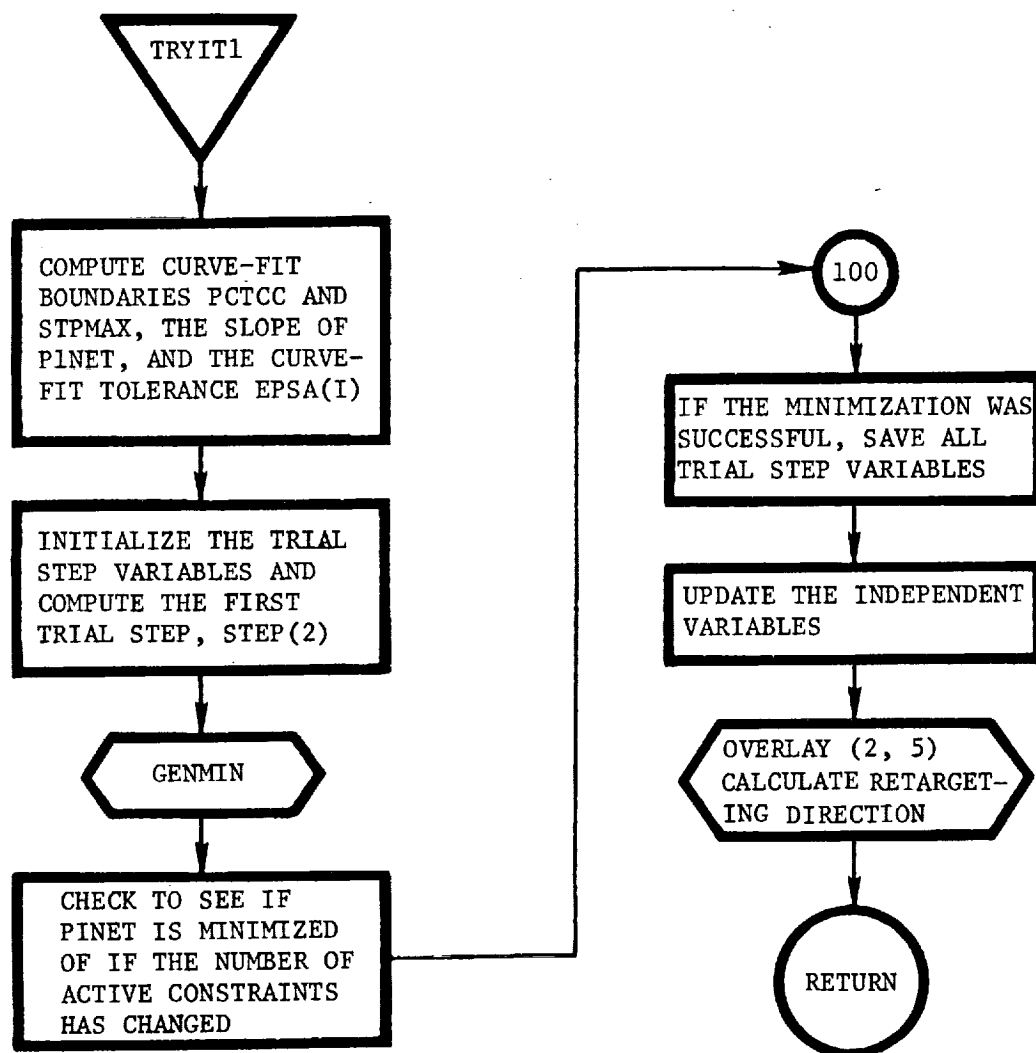 TRYIT1
COMPUTE CURVE-FIT
BOUNDARIES PCTCC AND
STPMAX, THE SLOPE OF
P1NET, AND THE CURVE-
FIT TOLERANCE EPSA(I)
INITIALIZE THE TRIAL
STEP VARIABLES AND
COMPUTE THE FIRST
TRIAL STEP, STEP(2)
GENMIN
CHECK TO SEE IF
PINET IS MINIMIZED
OF IF THE NUMBER OF
ACTIVE CONSTRAINTS
HAS CHANGED
100
IF THE MINIMIZATION WAS
SUCCESSFUL, SAVE ALL
TRIAL STEP VARIABLES
UPDATE THE INDEPENDENT
VARIABLES
OVERLAY (2, 5)
CALCULATE RETARGET-
ING DIRECTION
RETURN